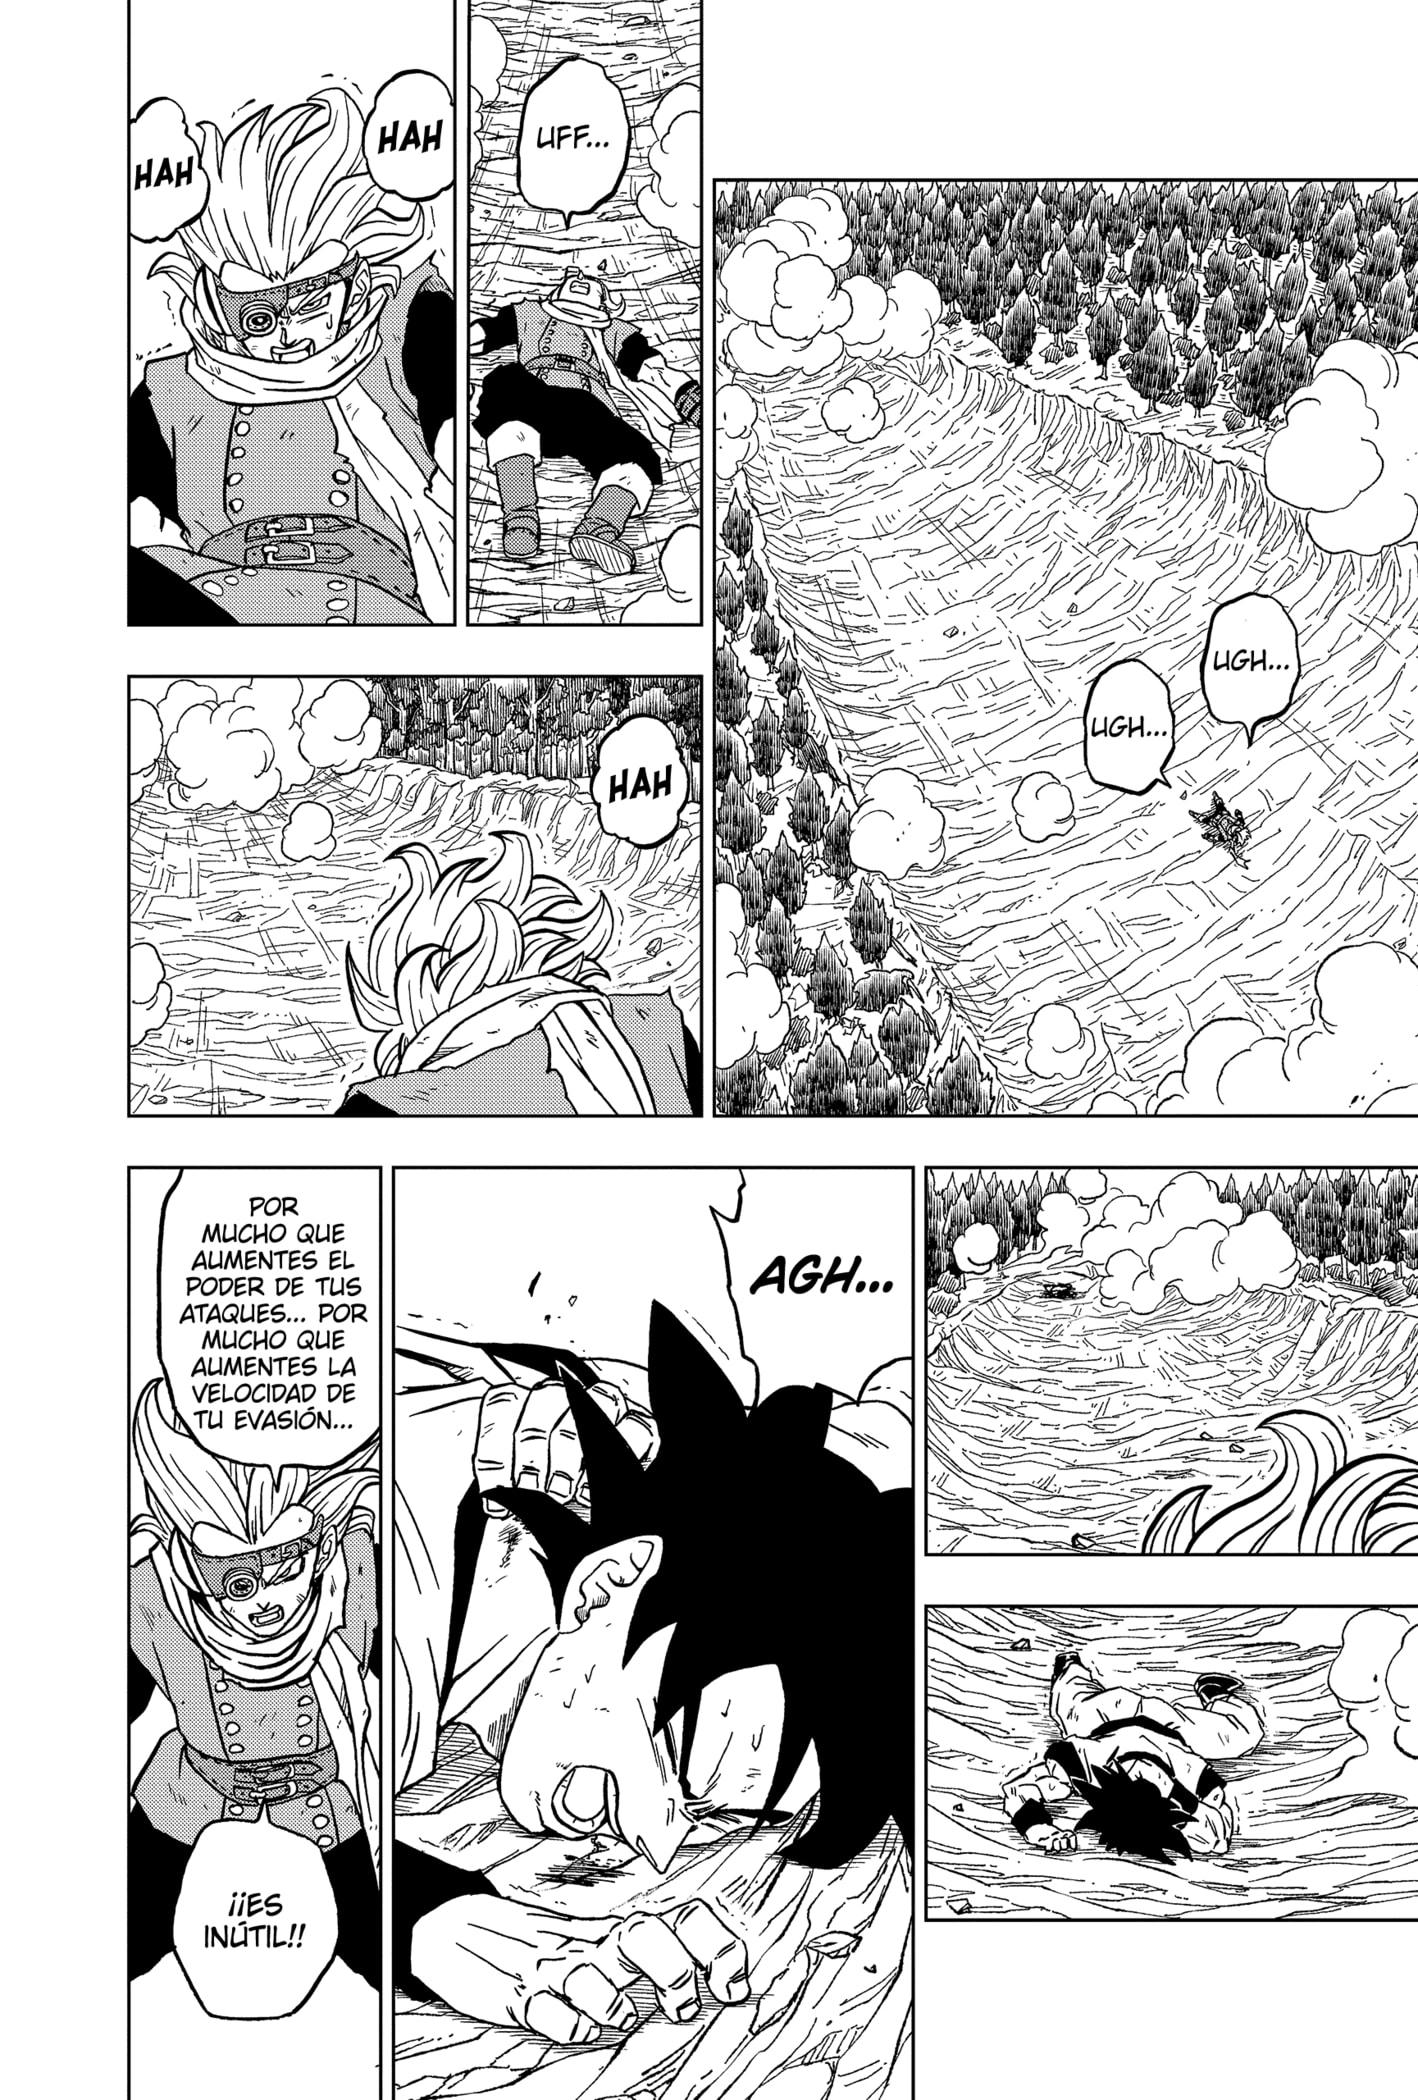 UGH...
UGH...
UFF...
HAH
HAH
HAH
AGH...
POR
MUCHO QUE
AUMENTES EL
PODER DE TUS
ATAQUES... POR
MUCHO QUE
AUMENTES LA
VELOCIDAD DE
TU EVASIÓN...
¡¡ES
INÚTIL!!